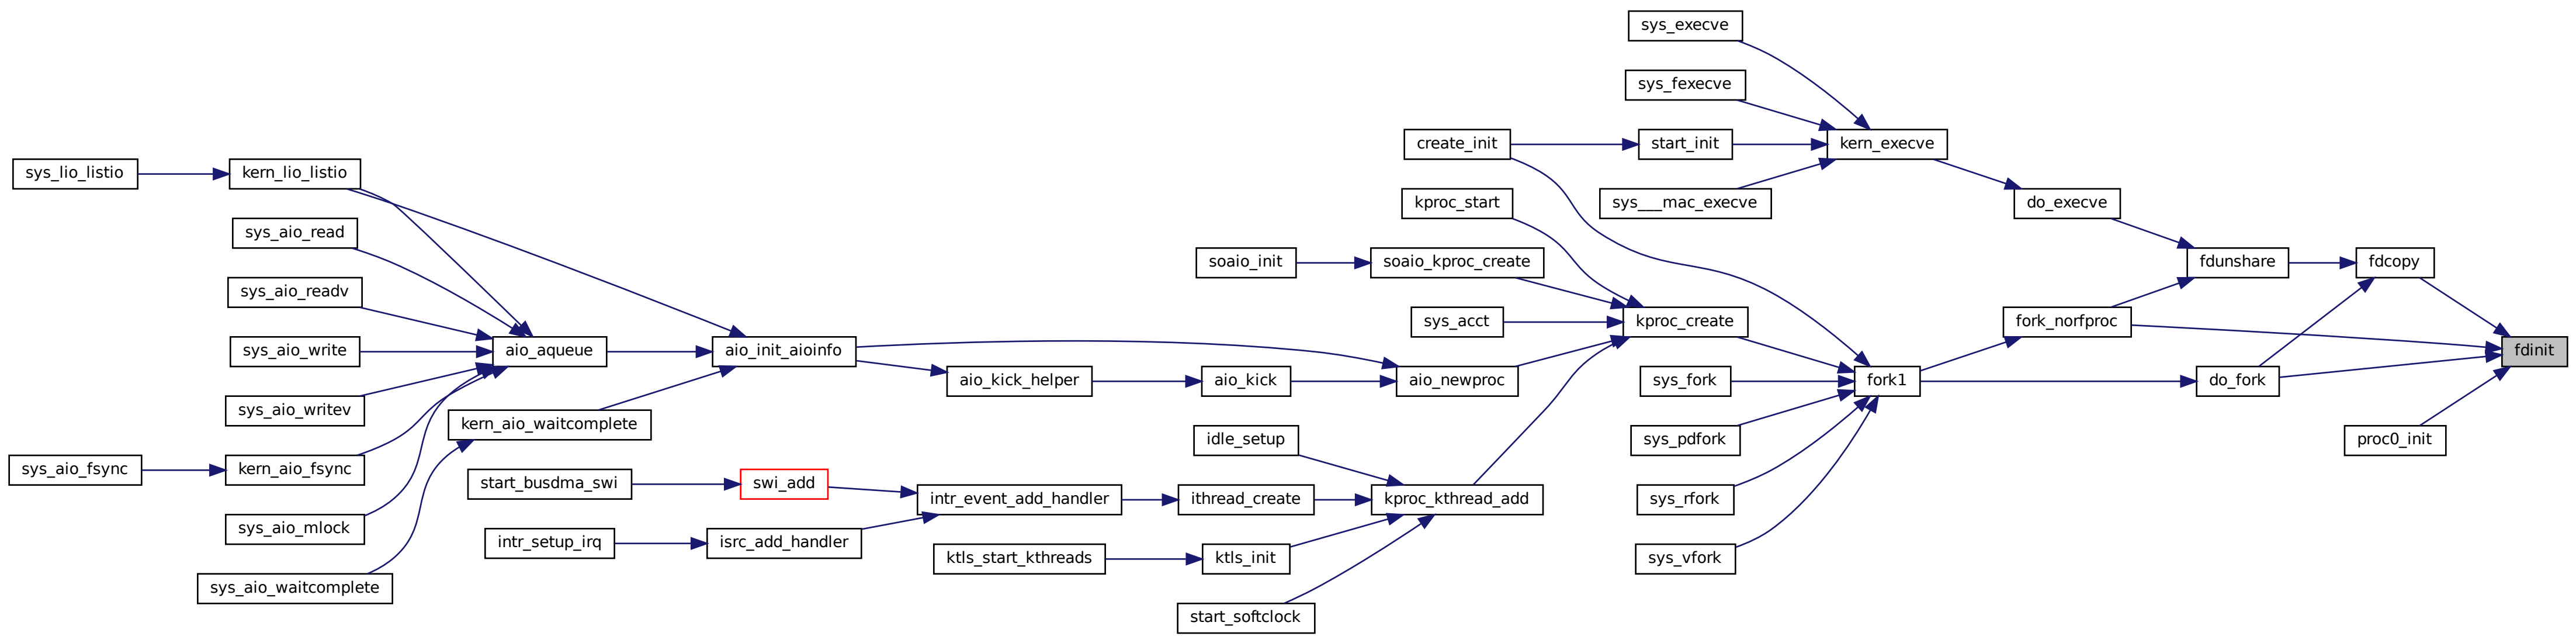 sys_execve
sys_fexecve
create_init
start_init
kern_execve
sys_lio_listio
kern_lio_listio
kproc_start
sys___mac_execve
do_execve
sys_aio_read
soaio_init
soaio_kproc_create
fdunshare
fdcopy
sys_aio_readv
sys_acct
kproc_create
fork_norfproc
sys_aio_write
aio_aqueue
aio_init_aioinfo
fdinit
aio_kick_helper
aio_kick
aio_newproc
sys_fork
fork1
do_fork
sys_aio_writev
kern_aio_waitcomplete
idle_setup
sys_pdfork
proc0_init
sys_aio_fsync
kern_aio_fsync
start_busdma_swi
swi_add
intr_event_add_handler
ithread_create
kproc_kthread_add
sys_rfork
sys_aio_mlock
intr_setup_irq
isrc_add_handler
ktls_start_kthreads
ktls_init
sys_vfork
sys_aio_waitcomplete
start_softclock